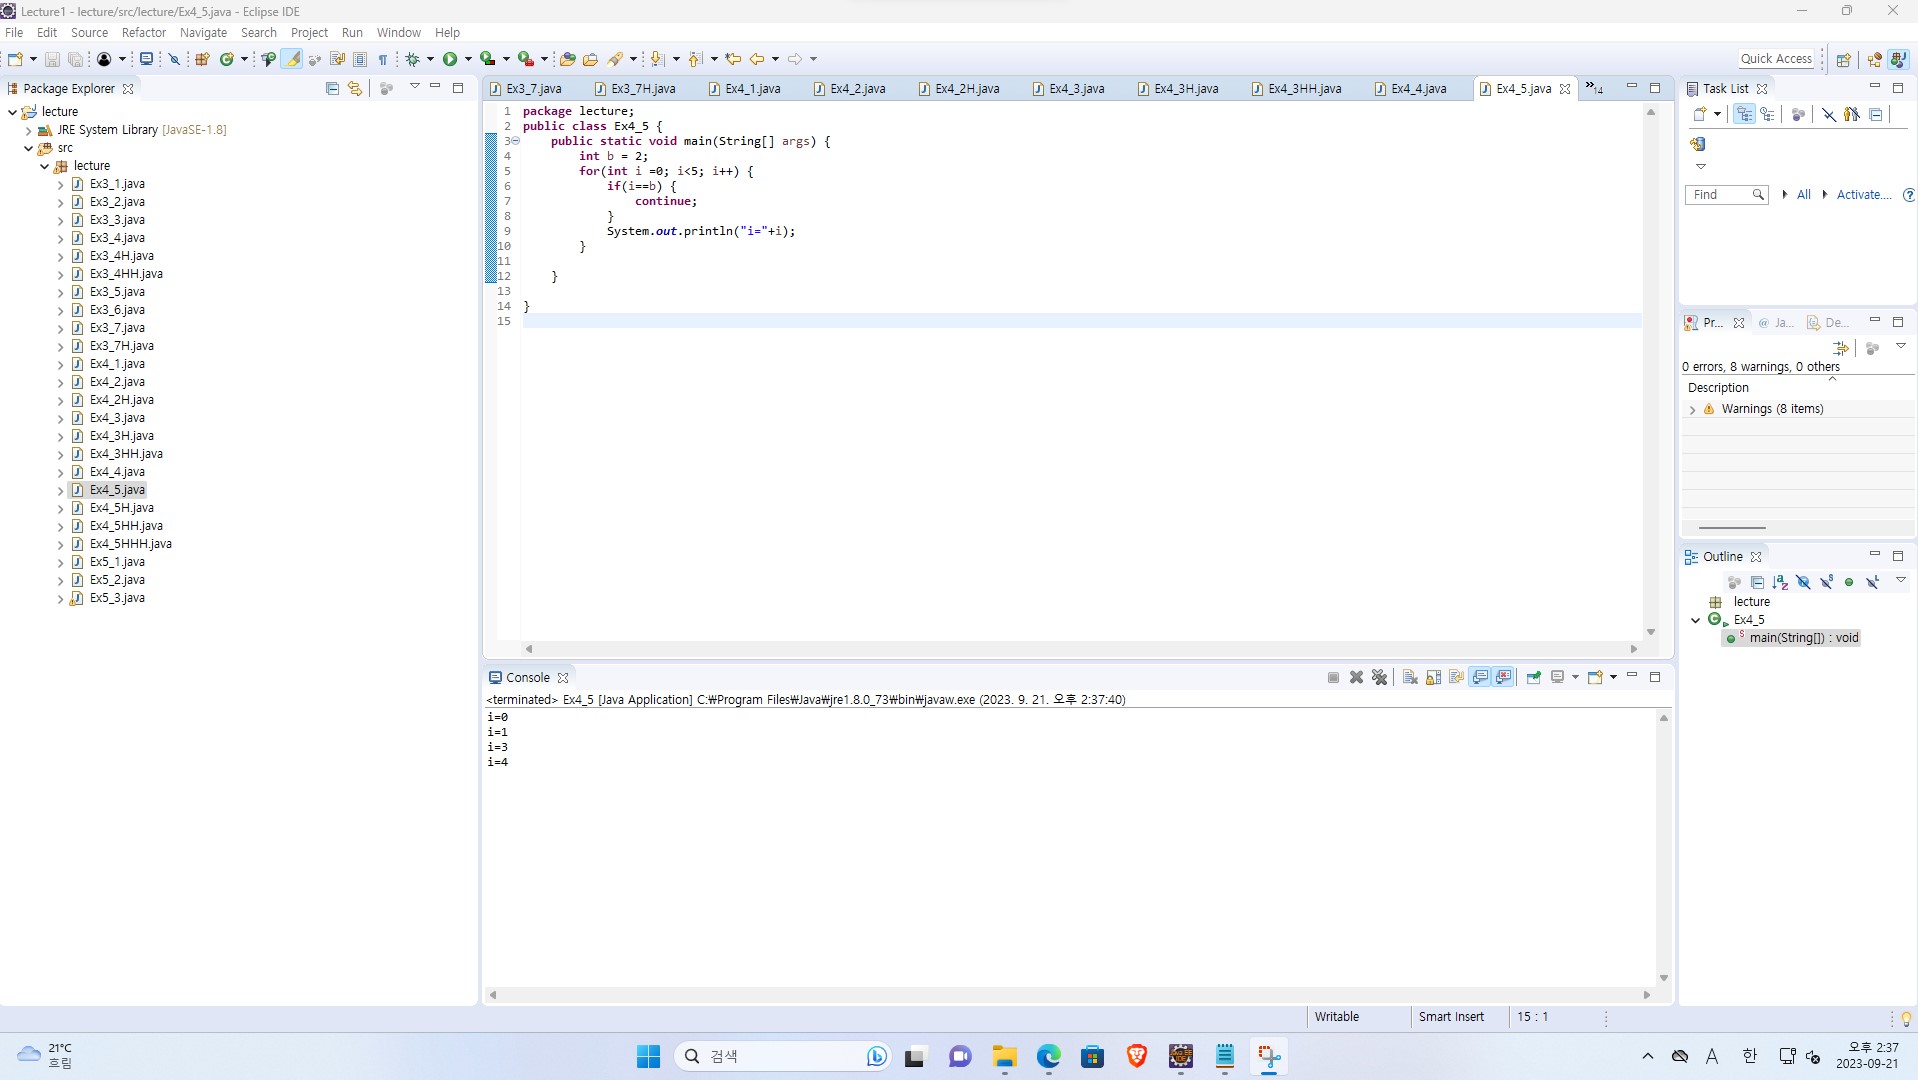 Lecture1 - lecture/src/lecture/Ex4_5.java - Eclipse IDE
File Edit Source Refactor Navigate Search Project Run Window Help
Quick Access
Package Explorer
lecture
JRE System Library [JavaSE-1.8]
src
lecture
Ex3_1.java
Ex3_2.java
Ex3_3.java
Ex3_4.java
Ex3_4H.java
Ex3_4HH.java
Ex3_5.java
Ex3_6.java
Ex3_7.java
Ex3_7H.java
Ex4_1.java
Ex4_2.java
Ex4_2H.java
Ex4_3.java
Ex4_3H.java
Ex4_3HH.java
Ex4_4.java
Ex4_5.java
Ex4_5H.java
Ex4_5HH.java
Ex4_5HHH.java
Ex5_1.java
Ex5_2.java
Ex5_3.java
Ex3_7.java Ex3_7H.java Ex4_1.java Ex4_2.java Ex4_2H.java Ex4_3.java Ex4_3H.java Ex4_3HH.java Ex4_4.java Ex4_5.java »14
1 package lecture;
2 public class Ex4_5 {
3 public static void main(String[] args) {
4 int b = 2;
5 for(int i =0; i<5; i++) {
6 if(i==b) {
7 continue;
8 }
9 System.out.println("i="+i);
10 }
11
12 }
13
14 }
15
Console
<terminated> Ex4_5 [Java Application] C:₩Program Files₩Java₩jre1.8.0_73₩bin₩javaw.exe (2023. 9. 21. 오후 2:37:40)
i=0
i=1
i=3
i=4
Task List
Find All Activate....
Pr... Ja... De...
0 errors, 8 warnings, 0 others
Description
Warnings (8 items)
Outline
lecture
Ex4_5
main(String[]) : void
Writable Smart Insert 15 : 1
21°C
흐림
검색
A 한
오후 2:37
2023-09-21